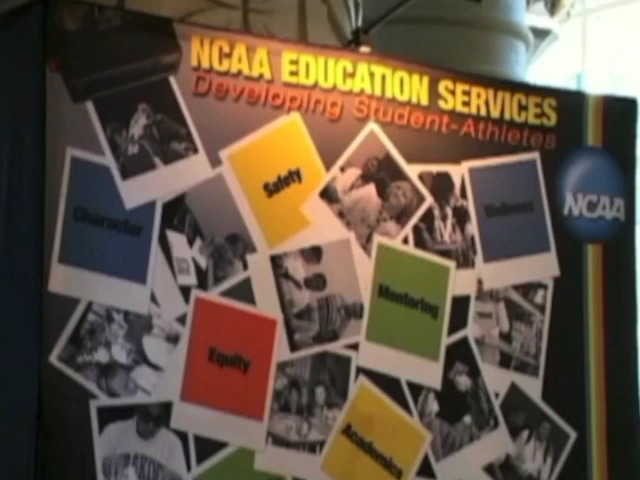 NCAA EDUCATION SERVICES
Developing Student-Athletes
Safety
Character
Wellness
NCAA
Mentoring
Equity
Academics